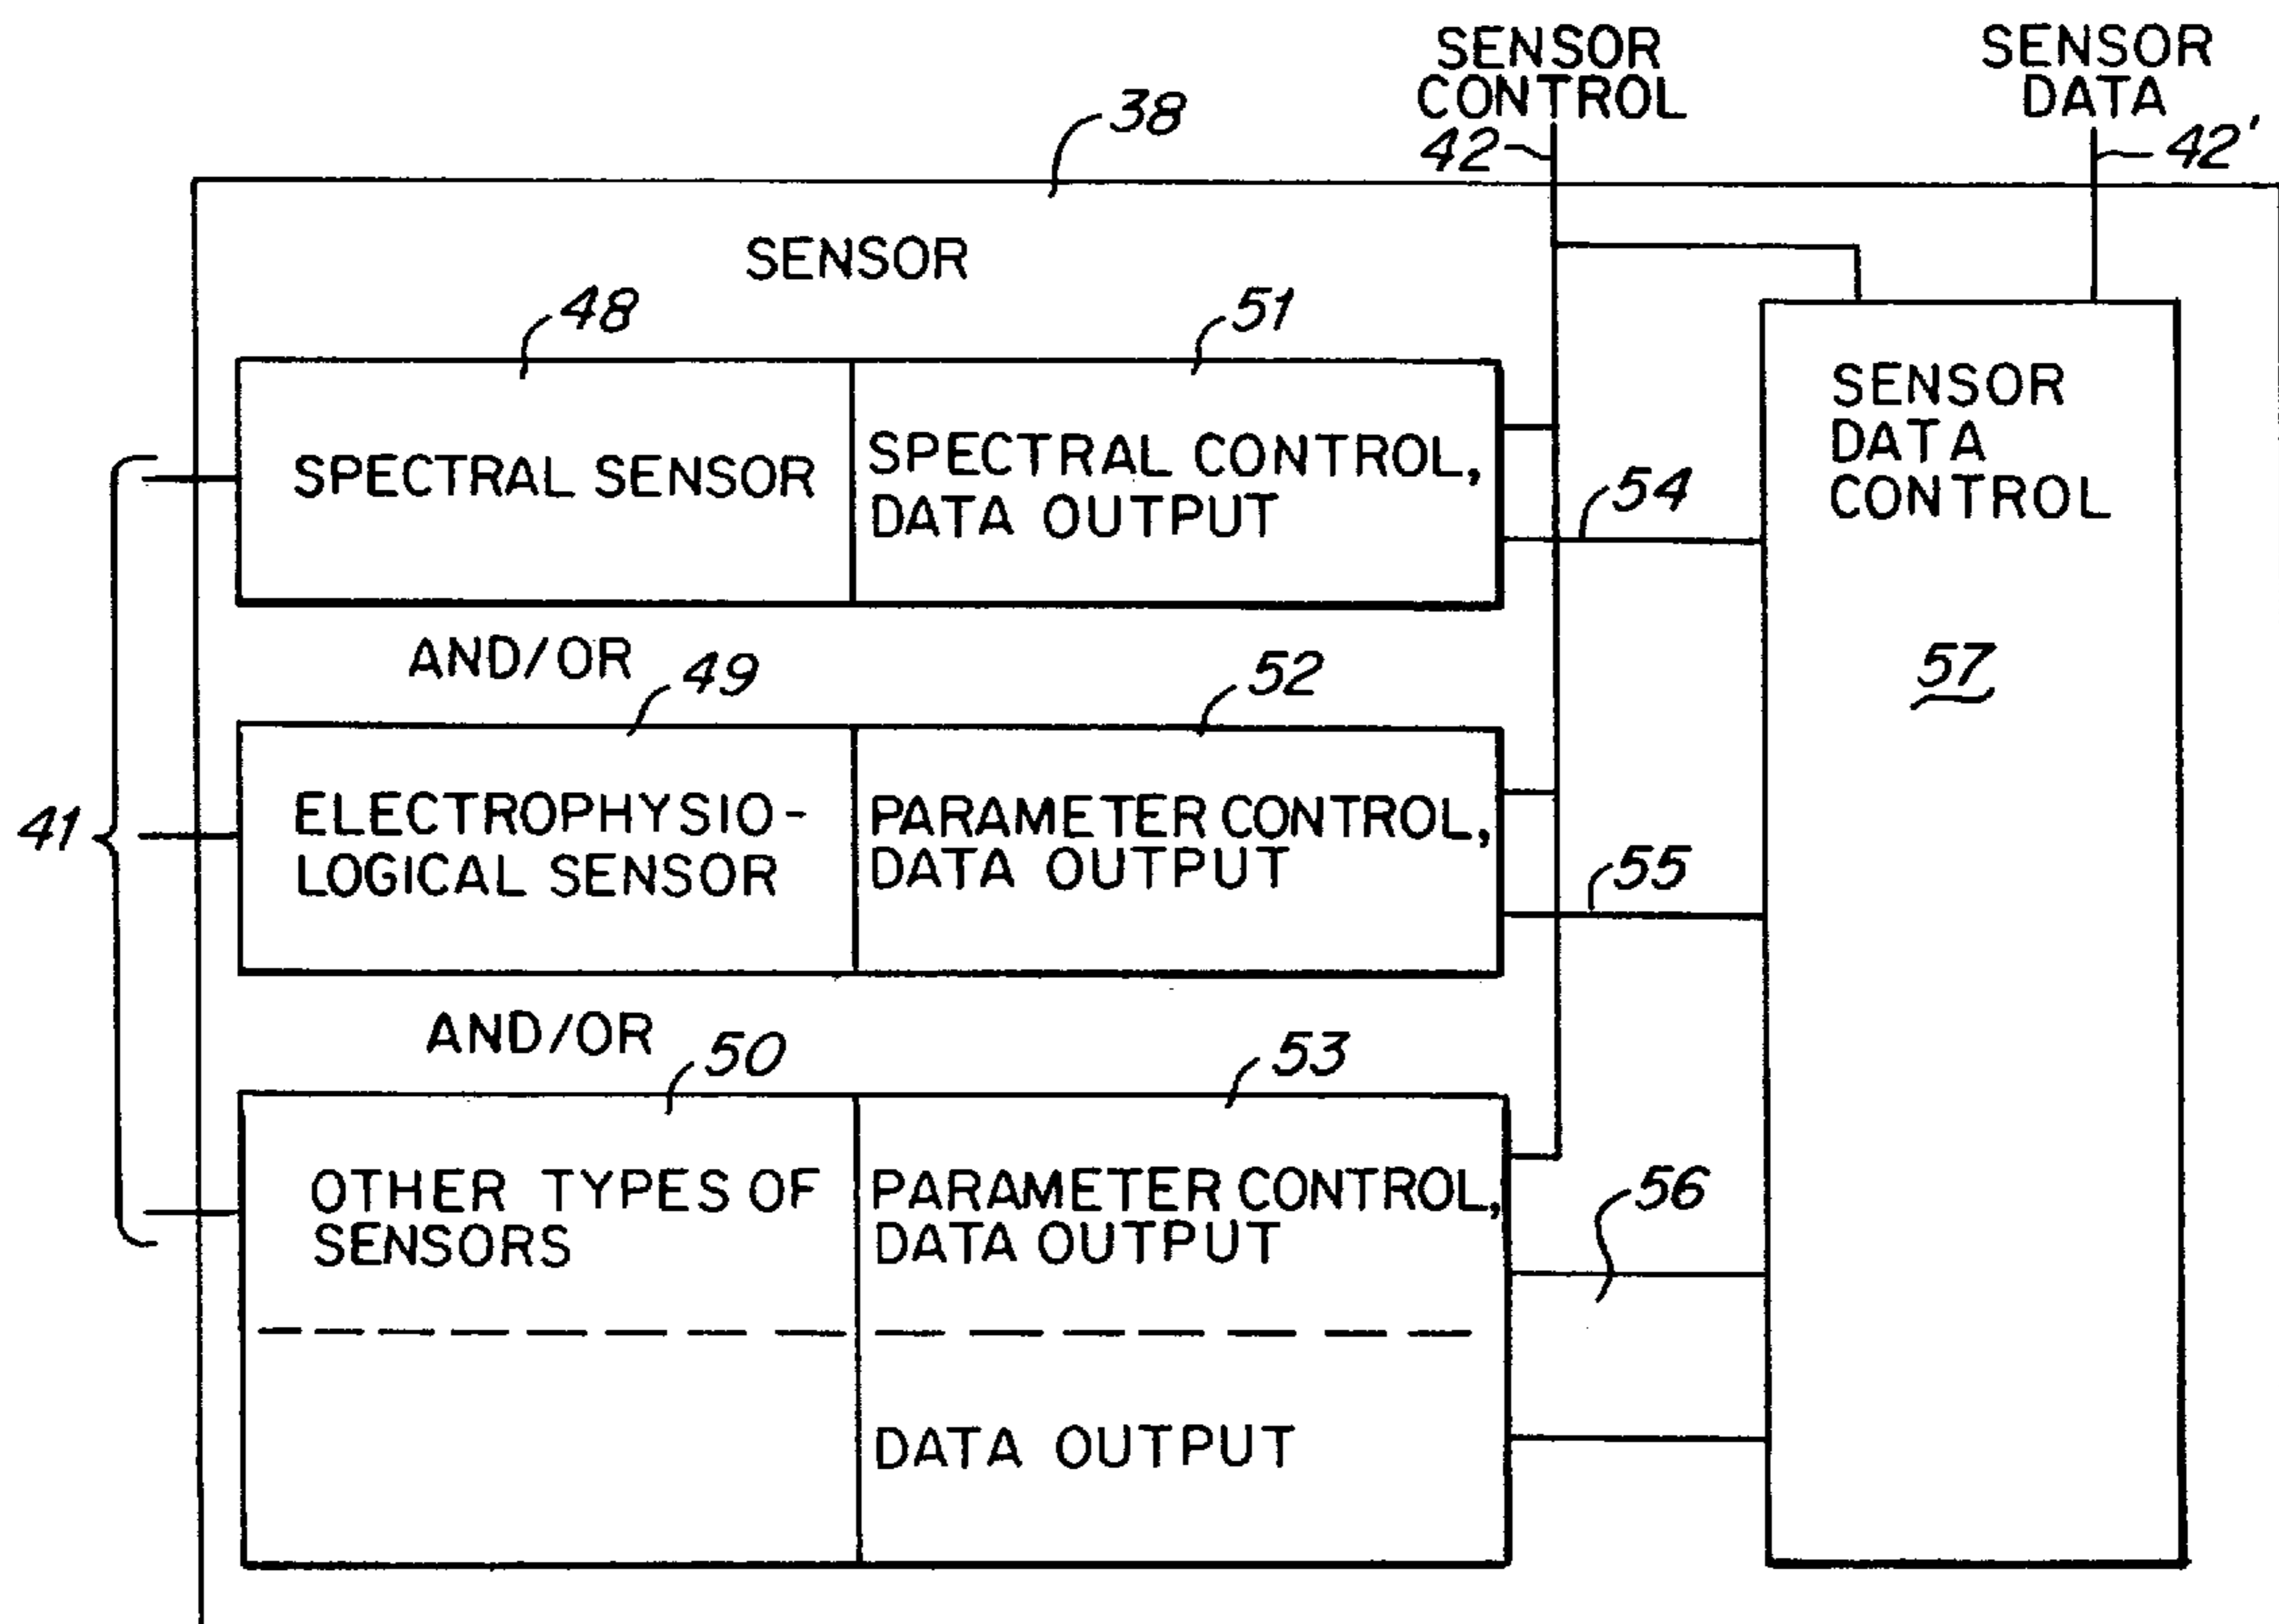 SENSOR
CONTROL
SENSOR
DATA
38
42
42'
SENSOR
48
51
SPECTRAL SENSOR
SPECTRAL CONTROL,
DATA OUTPUT
SENSOR
DATA
CONTROL
54
57
AND/OR
49
52
41
ELECTROPHYSIO-
LOGICAL SENSOR
PARAMETER CONTROL,
DATA OUTPUT
55
AND/OR
50
53
OTHER TYPES OF
SENSORS
PARAMETER CONTROL,
DATA OUTPUT
56
DATA OUTPUT